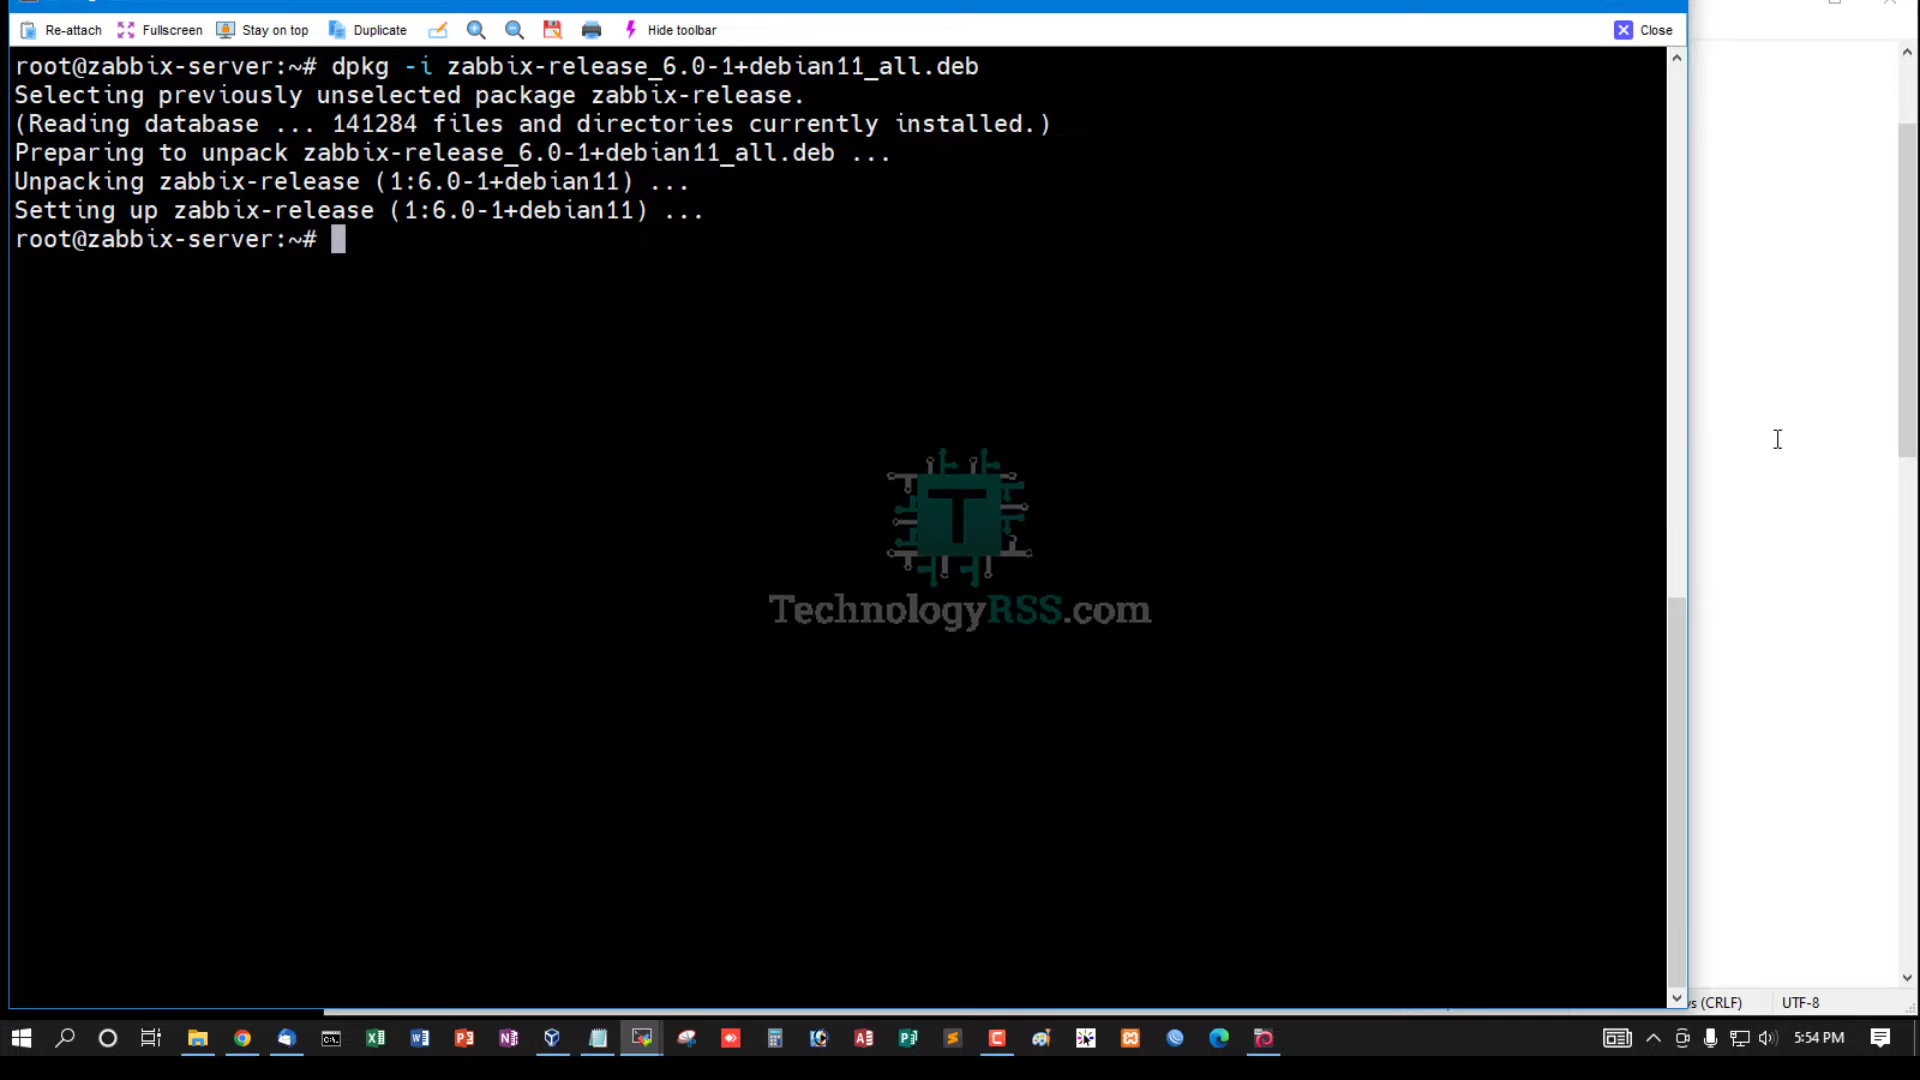 Re-attach Fullscreen Stay on top Duplicate Hide toolbar Close
root@zabbix-server:~# dpkg -i zabbix-release_6.0-1+debian11_all.deb
Selecting previously unselected package zabbix-release.
(Reading database ... 141284 files and directories currently installed.)
Preparing to unpack zabbix-release_6.0-1+debian11_all.deb ...
Unpacking zabbix-release (1:6.0-1+debian11) ...
Setting up zabbix-release (1:6.0-1+debian11) ...
root@zabbix-server:~#
T
TechnologyRSS.com
(CRLF) UTF-8
5:54 PM